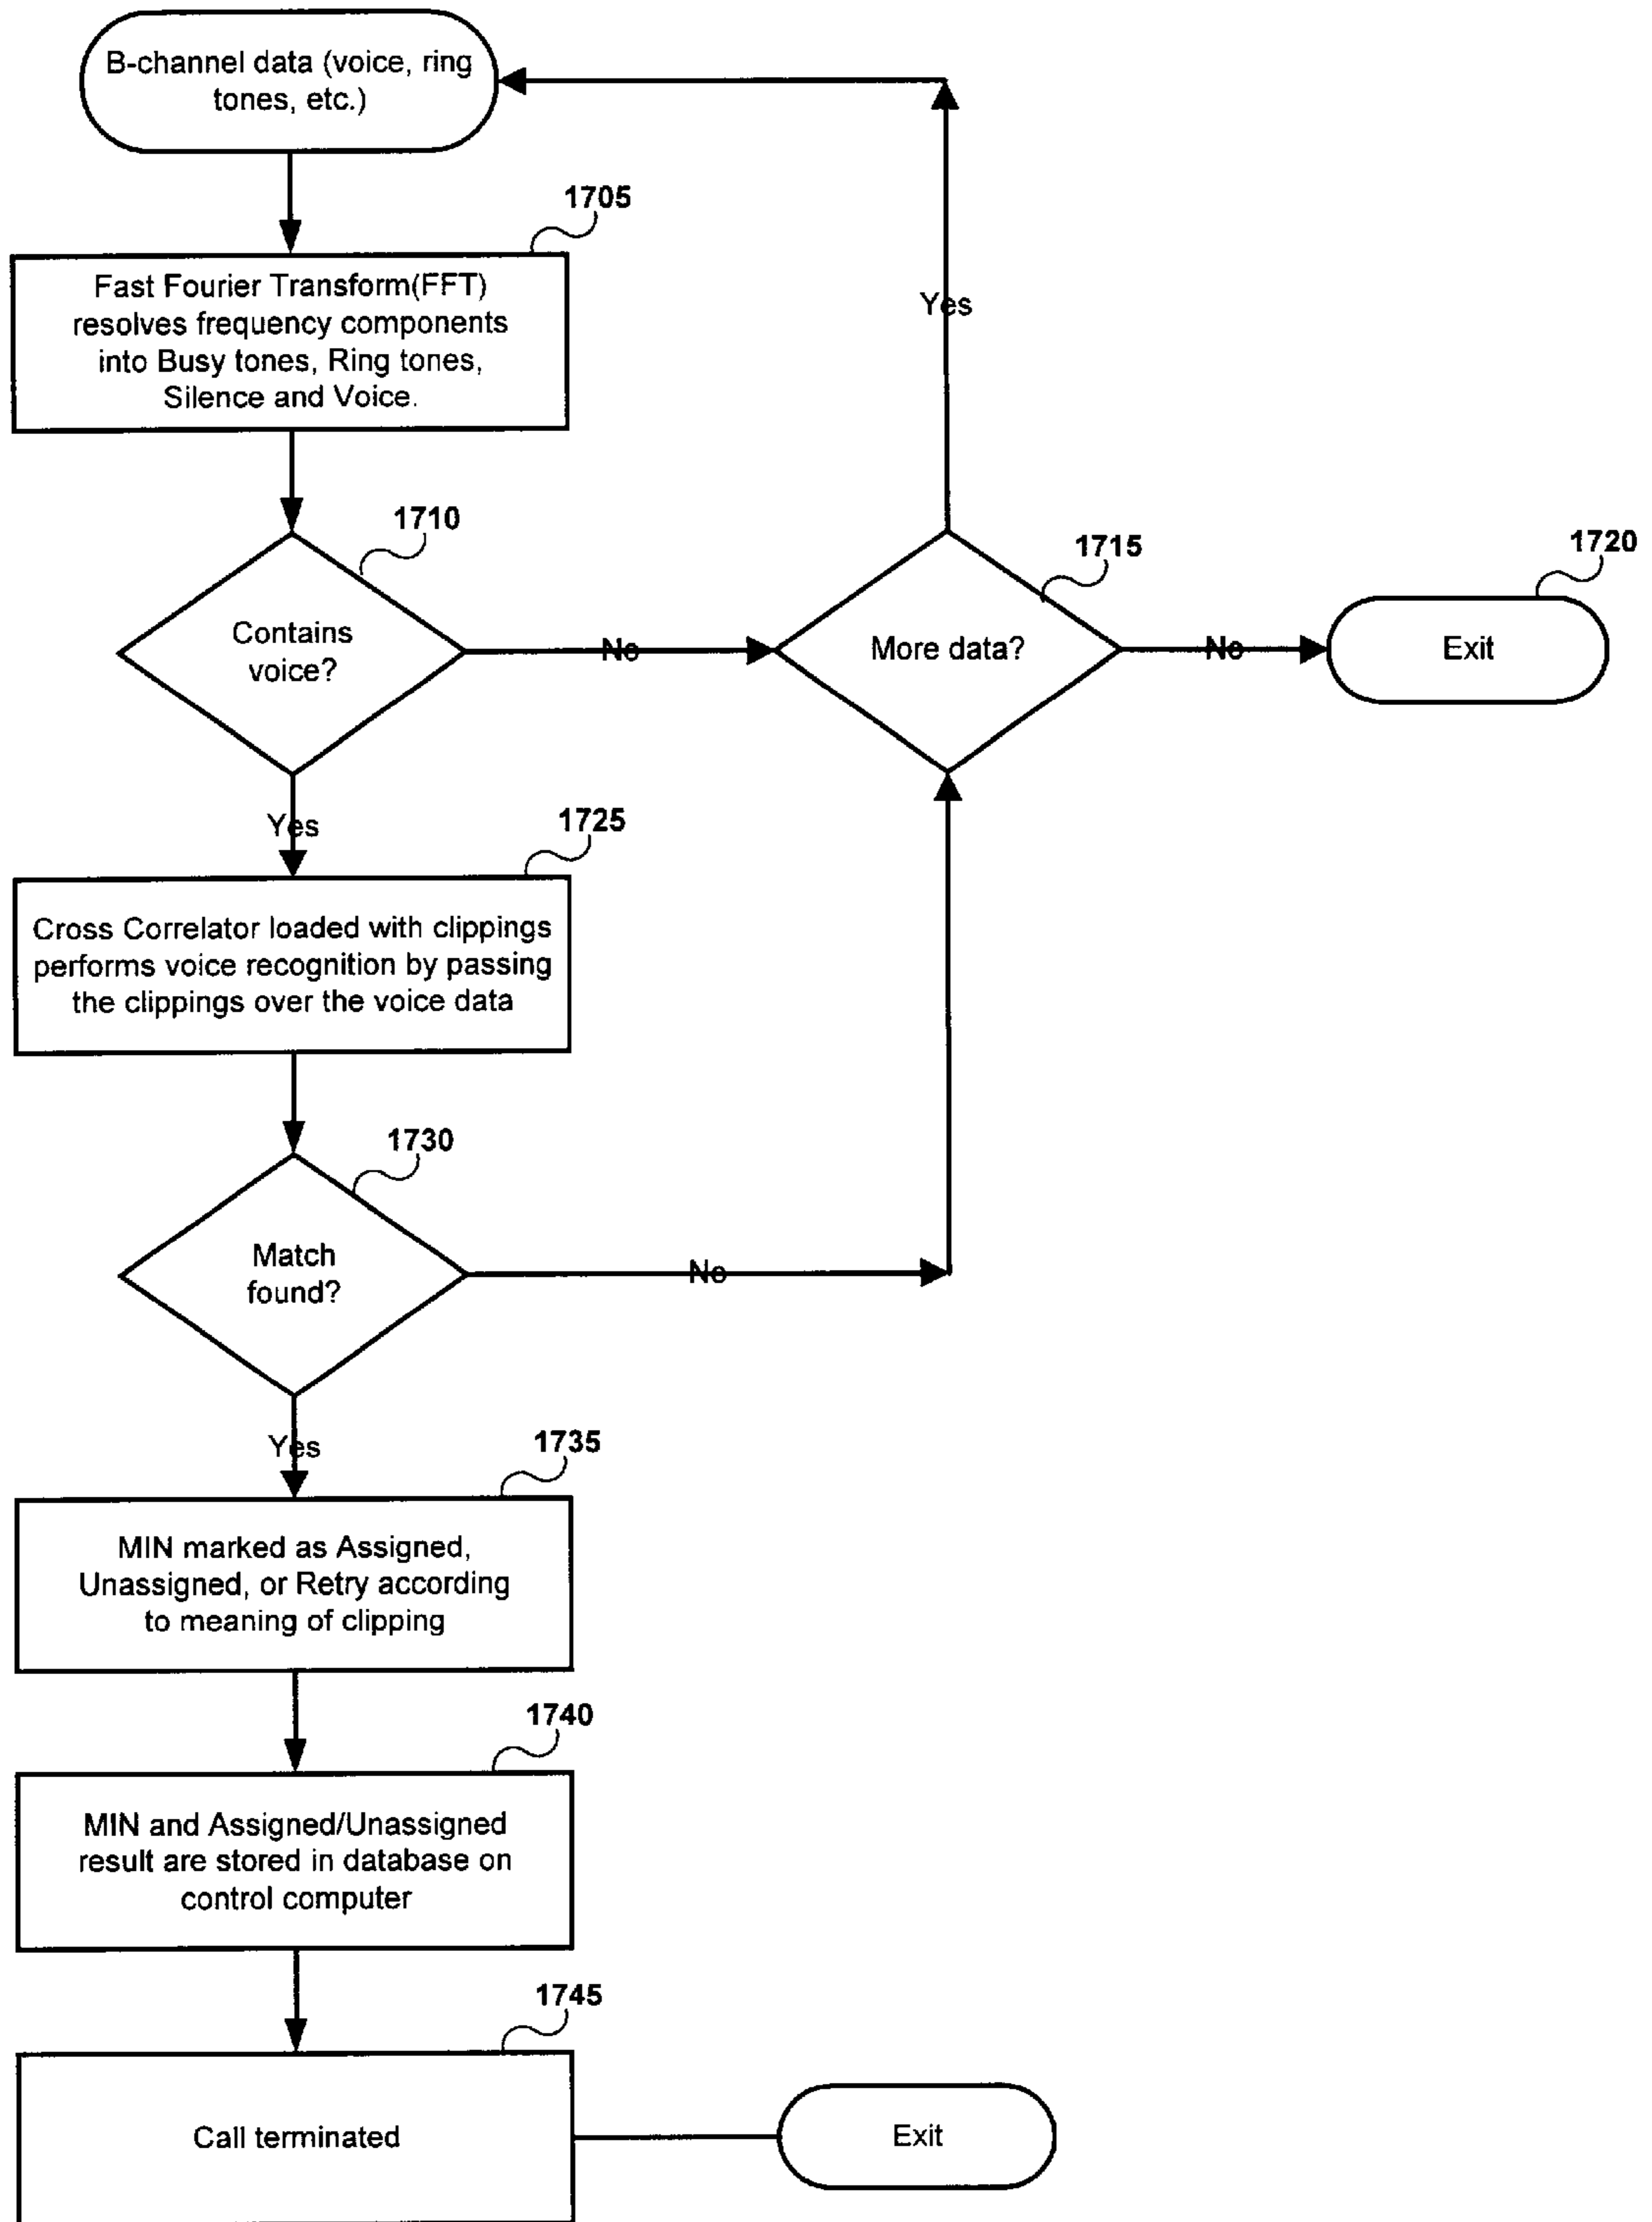 B-channel data (voice, ring
tones, etc.)
1705
Fast Fourier Transform(FFT)
resolves frequency components
into Busy tones, Ring tones,
Silence and Voice.
Yes
1710
Contains
voice?
No
1715
More data?
No
1720
Exit
Yes
1725
Cross Correlator loaded with clippings
performs voice recognition by passing
the clippings over the voice data
1730
Match
found?
No
Yes
1735
MIN marked as Assigned,
Unassigned, or Retry according
to meaning of clipping
1740
MIN and Assigned/Unassigned
result are stored in database on
control computer
1745
Call terminated
Exit